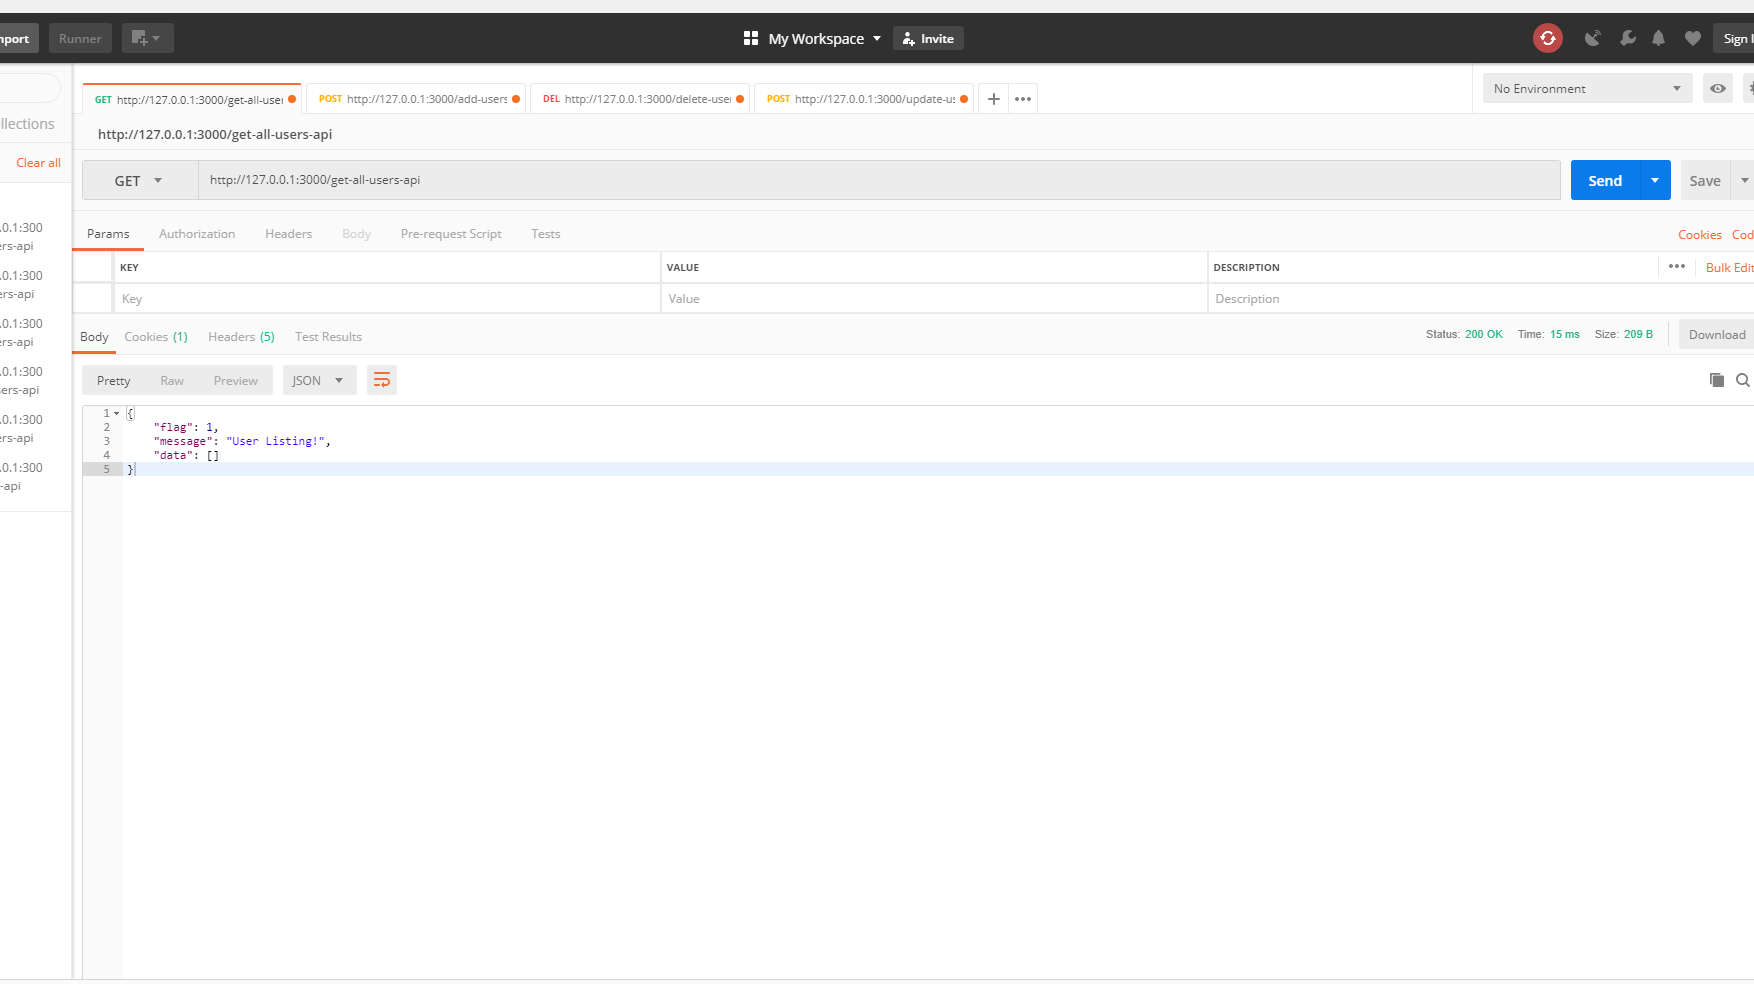 mport Runner My Workspace Invite Sign I
GET http://127.0.0.1:3000/get-all-user POST http://127.0.0.1:3000/add-users DEL http://127.0.0.1:3000/delete-use POST http://127.0.0.1:3000/update-us No Environment
llections
http://127.0.0.1:3000/get-all-users-api
Clear all
GET http://127.0.0.1:3000/get-all-users-api Send Save
.0.1:300
ers-api
.0.1:300
ers-api
.0.1:300
ers-api
.0.1:300
sers-api
.0.1:300
ers-api
.0.1:300
-api
Params Authorization Headers Body Pre-request Script Tests Cookies Cod
KEY VALUE DESCRIPTION Bulk Edit
Key Value Description
Body Cookies (1) Headers (5) Test Results Status: 200 OK Time: 15 ms Size: 209 B Download
Pretty Raw Preview JSON
1 {
2 "flag": 1,
3 "message": "User Listing!",
4 "data": []
5 }